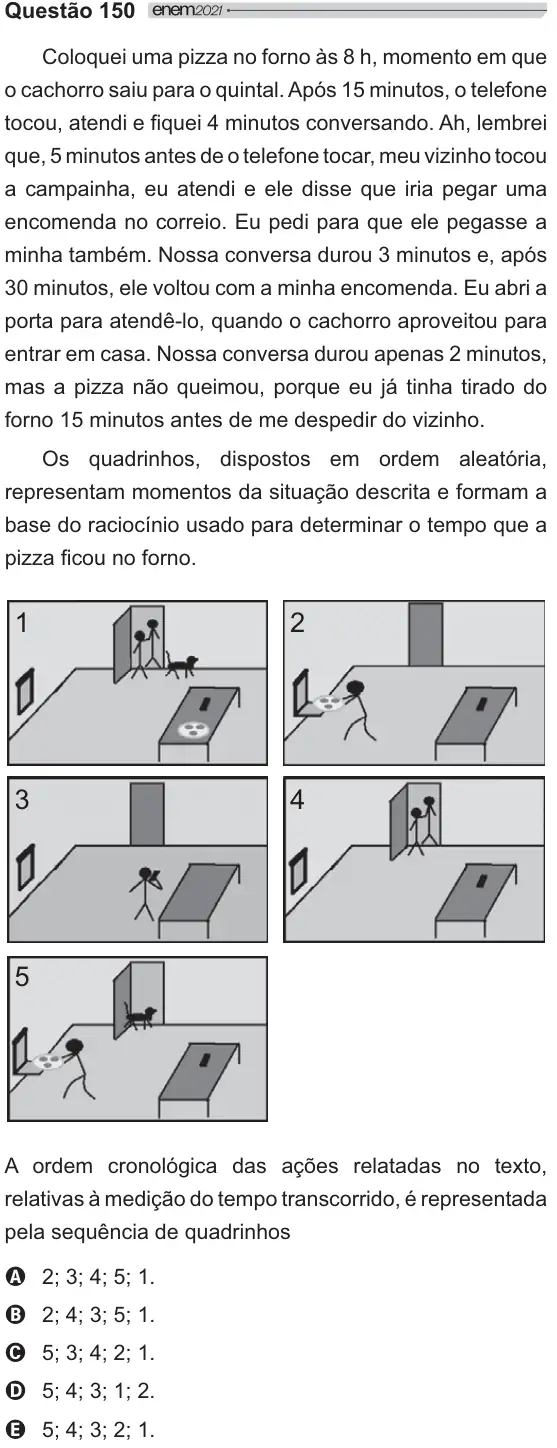 Questão 150 enem2021
Coloquei uma pizza no forno às 8 h, momento em que
o cachorro saiu para o quintal. Após 15 minutos, o telefone
tocou, atendi e fiquei 4 minutos conversando. Ah, lembrei
que, 5 minutos antes de o telefone tocar, meu vizinho tocou
a campainha, eu atendi e ele disse que iria pegar uma
encomenda no correio. Eu pedi para que ele pegasse a
minha também. Nossa conversa durou 3 minutos e, após
30 minutos, ele voltou com a minha encomenda. Eu abri a
porta para atendê-lo, quando o cachorro aproveitou para
entrar em casa. Nossa conversa durou apenas 2 minutos,
mas a pizza não queimou, porque eu já tinha tirado do
forno 15 minutos antes de me despedir do vizinho.
Os quadrinhos, dispostos em ordem aleatória,
representam momentos da situação descrita e formam a
base do raciocínio usado para determinar o tempo que a
pizza ficou no forno.
1
2
3
4
5
A ordem cronológica das ações relatadas no texto,
relativas à medição do tempo transcorrido, é representada
pela sequência de quadrinhos
A 2; 3; 4; 5; 1.
B 2; 4; 3; 5; 1.
C 5; 3; 4; 2; 1.
D 5; 4; 3; 1; 2.
E 5; 4; 3; 2; 1.